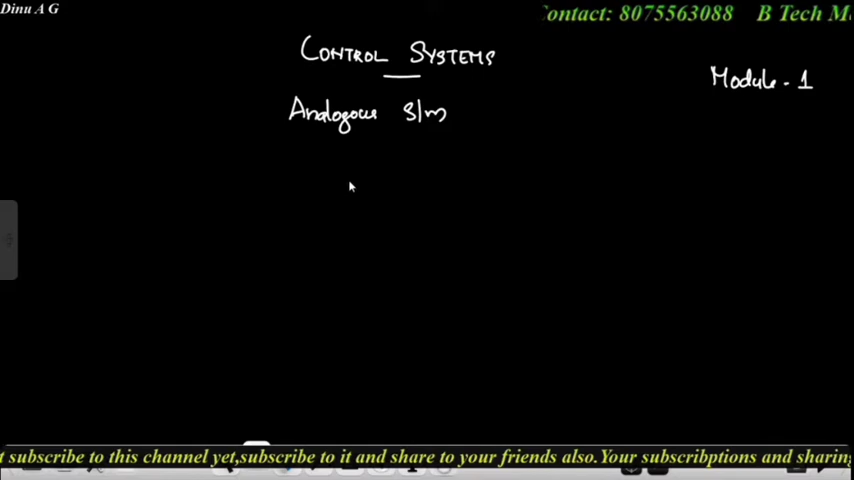 Dinu A G
Contact: 8075563088 B Tech M
CONTROL SYSTEMS
Module - 1
Analogous S/m
t subscribe to this channel yet,subscribe to it and share to your friends also.Your subscribptions and sharing